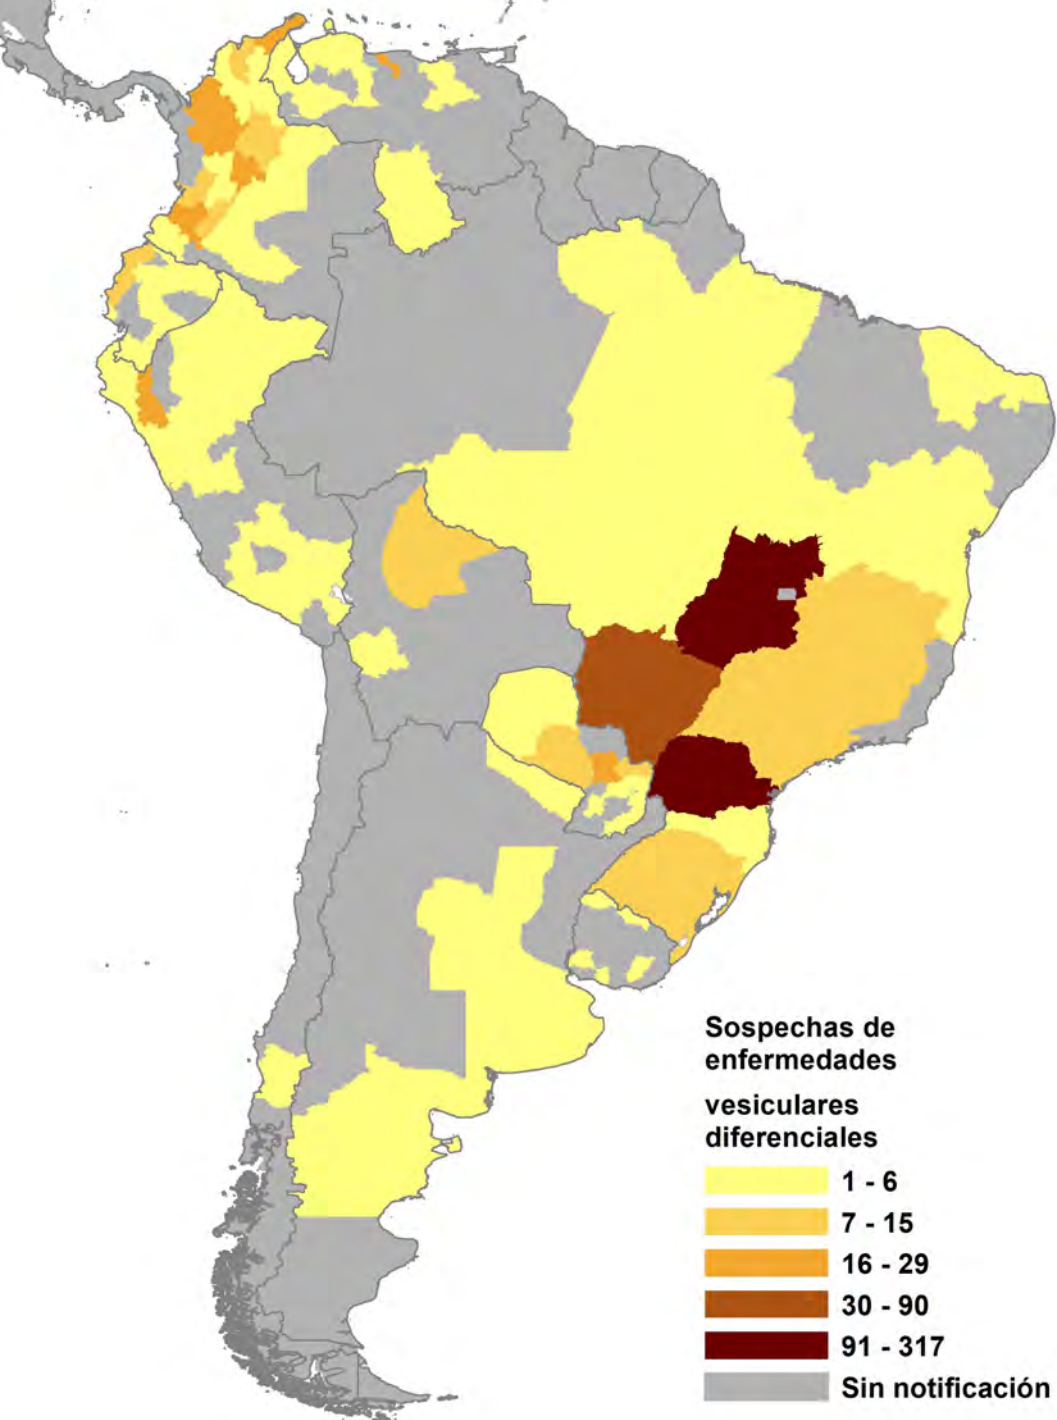 Sospechas de
enfermedades
vesiculares
diferenciales
1 - 6
7 - 15
16 - 29
30 - 90
91 - 317
Sin notificación